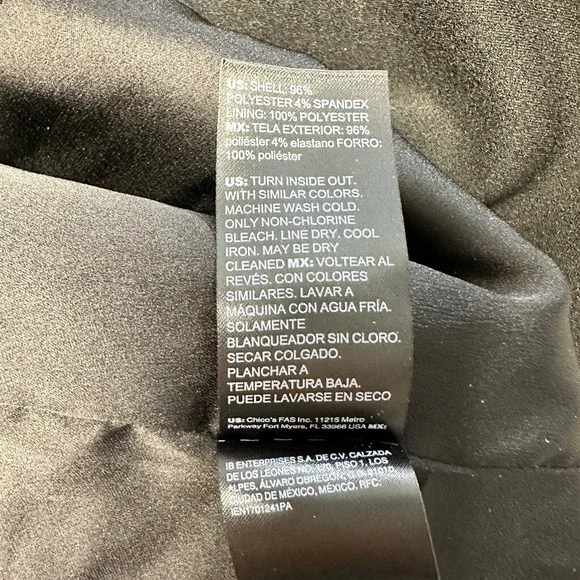 US: SHELL: 96%
POLYESTER 4% SPANDEX
LINING: 100% POLYESTER
MX: TELA EXTERIOR: 96%
poliéster 4% elastano FORRO:
100% poliéster
US: TURN INSIDE OUT.
WITH SIMILAR COLORS.
MACHINE WASH COLD.
ONLY NON-CHLORINE
BLEACH. LINE DRY. COOL
IRON. MAY BE DRY
CLEANED MX: VOLTEAR AL
REVÉS. CON COLORES
SIMILARES. LAVAR A
MÁQUINA CON AGUA FRÍA.
SOLAMENTE
BLANQUEADOR SIN CLORO.
SECAR COLGADO.
PLANCHAR A
TEMPERATURA BAJA.
PUEDE LAVARSE EN SECO
US: Chico's FAS Inc. 11215 Metro
Parkway Fort Myers, FL 33966 USA MX:
IB ENTERPRISES S.A. DE C.V. CALZADA
DE LOS LEONES NO. 170, PISO 1, LOS
ALPES, ÁLVARO OBREGÓN, 01010
CIUDAD DE MÉXICO, MÉXICO. RFC:
IEN1701241PA